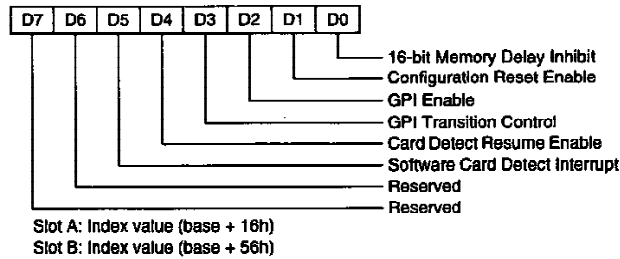 D7 D6 D5 D4 D3 D2 D1 D0
16-bit Memory Delay Inhibit
Configuration Reset Enable
GPI Enable
GPI Transition Control
Card Detect Resume Enable
Software Card Detect Interrupt
Reserved
Reserved
Slot A: Index value (base + 16h)
Slot B: Index value (base + 56h)